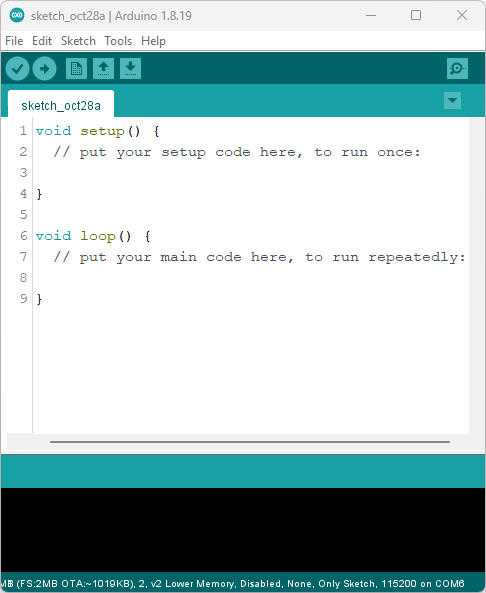 sketch_oct28a | Arduino 1.8.19
File Edit Sketch Tools Help
sketch_oct28a
1 void setup() {
2 // put your setup code here, to run once:
3
4 }
5
6 void loop() {
7 // put your main code here, to run repeatedly:
8
9 }
(FS:2MB OTA:~1019KB), 2, v2 Lower Memory, Disabled, None, Only Sketch, 115200 on COM6